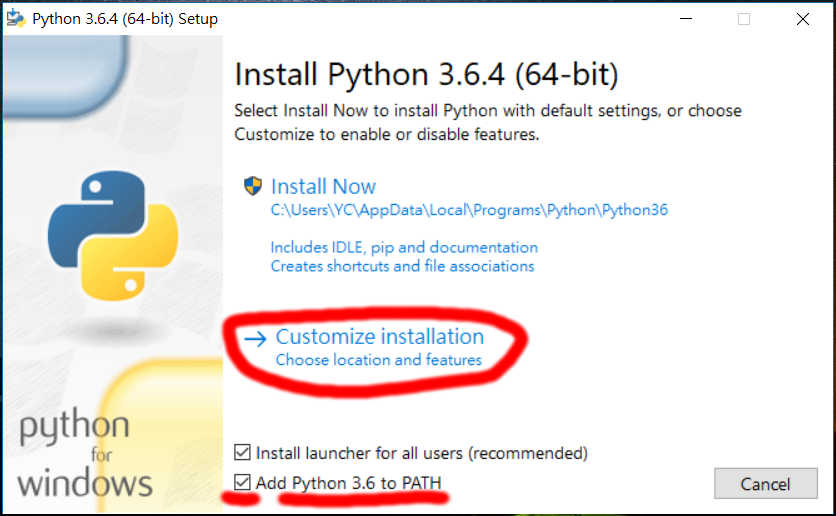 Python 3.6.4 (64-bit) Setup
Install Python 3.6.4 (64-bit)
Select Install Now to install Python with default settings, or choose
Customize to enable or disable features.
Install Now
C:\Users\YC\AppData\Local\Programs\Python\Python36
Includes IDLE, pip and documentation
Creates shortcuts and file associations
Customize installation
Choose location and features
python
for
windows
Install launcher for all users (recommended)
Add Python 3.6 to PATH
Cancel